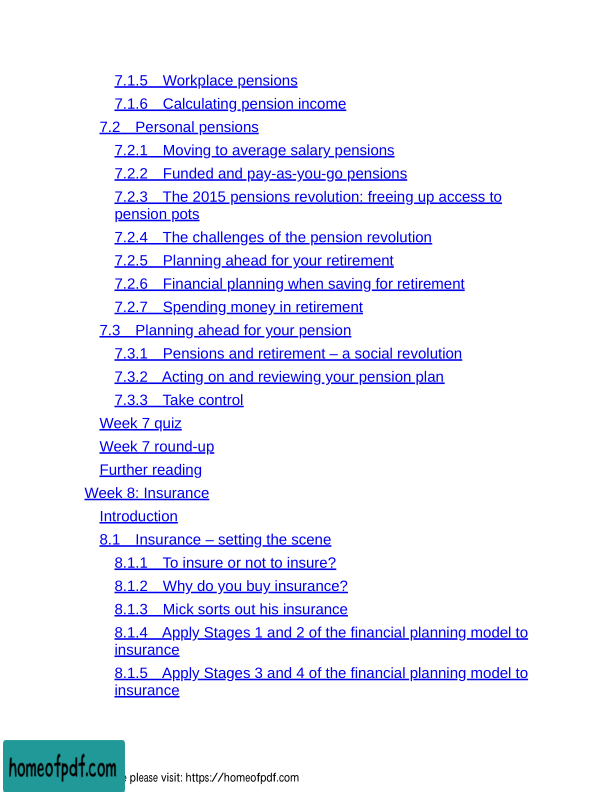 7.1.5 Workplace pensions
7.1.6 Calculating pension income
7.2 Personal pensions
7.2.1 Moving to average salary pensions
7.2.2 Funded and pay-as-you-go pensions
7.2.3 The 2015 pensions revolution: freeing up access to
pension pots
7.2.4 The challenges of the pension revolution
7.2.5 Planning ahead for your retirement
7.2.6 Financial planning when saving for retirement
7.2.7 Spending money in retirement
7.3 Planning ahead for your pension
7.3.1 Pensions and retirement – a social revolution
7.3.2 Acting on and reviewing your pension plan
7.3.3 Take control
Week 7 quiz
Week 7 round-up
Further reading
Week 8: Insurance
Introduction
8.1 Insurance – setting the scene
8.1.1 To insure or not to insure?
8.1.2 Why do you buy insurance?
8.1.3 Mick sorts out his insurance
8.1.4 Apply Stages 1 and 2 of the financial planning model to
insurance
8.1.5 Apply Stages 3 and 4 of the financial planning model to
insurance
homeofpdf.com
please visit: https://homeofpdf.com